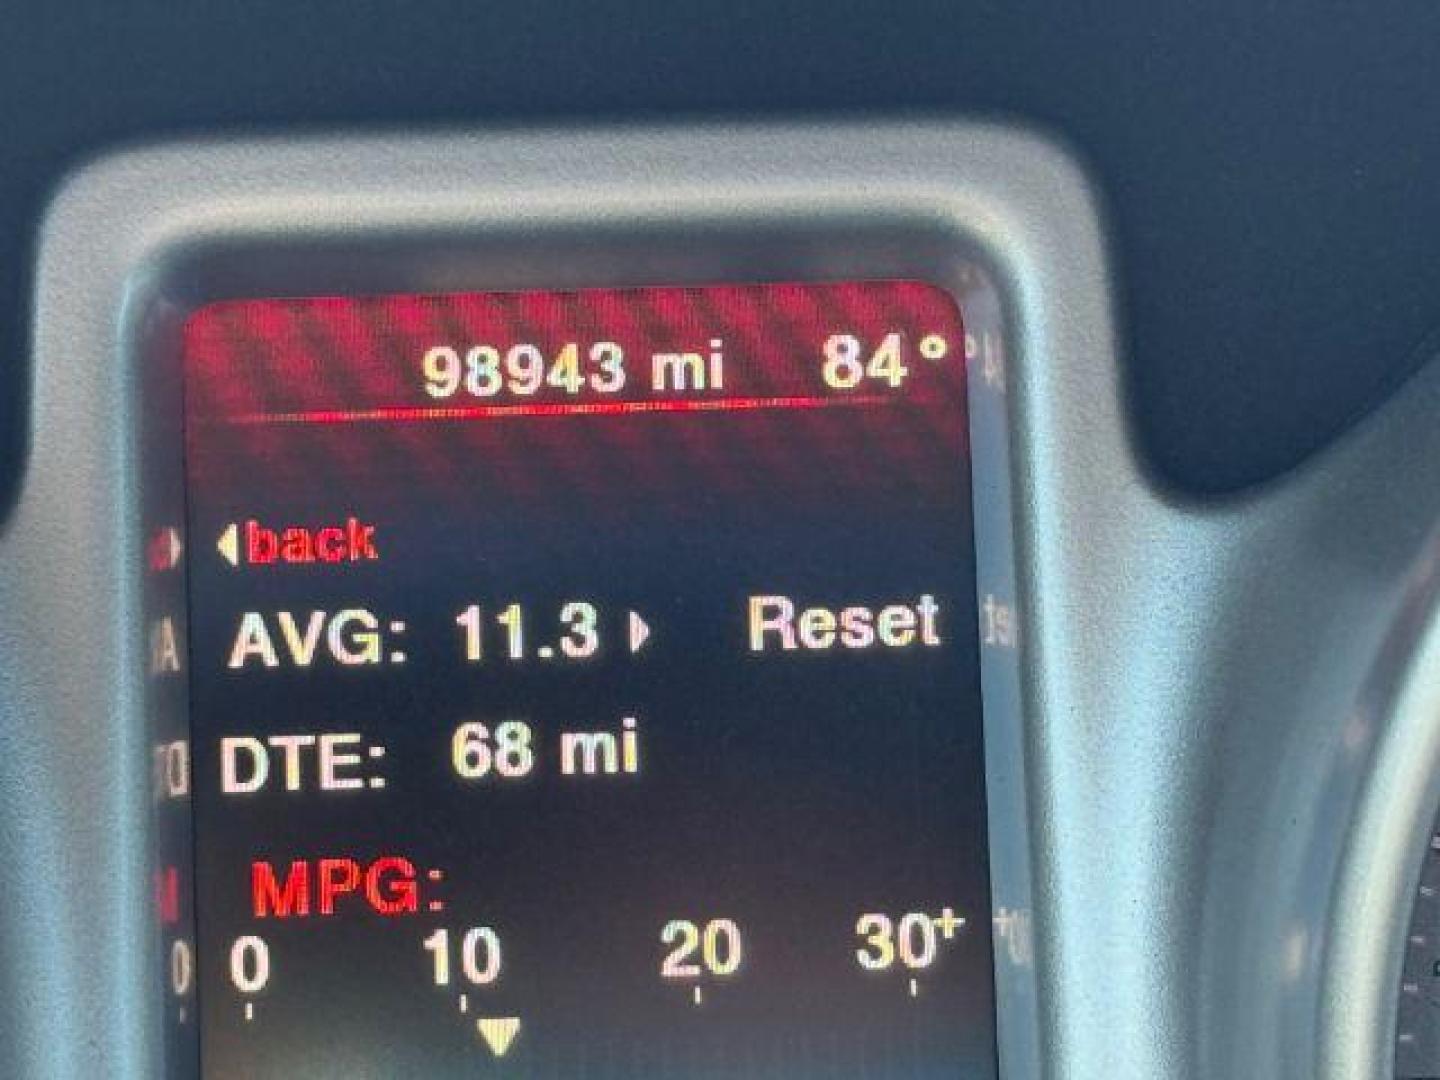 98943 mi 84°
back
AVG: 11.3 Reset
DTE: 68 mi
MPG:
0 10 20 30+